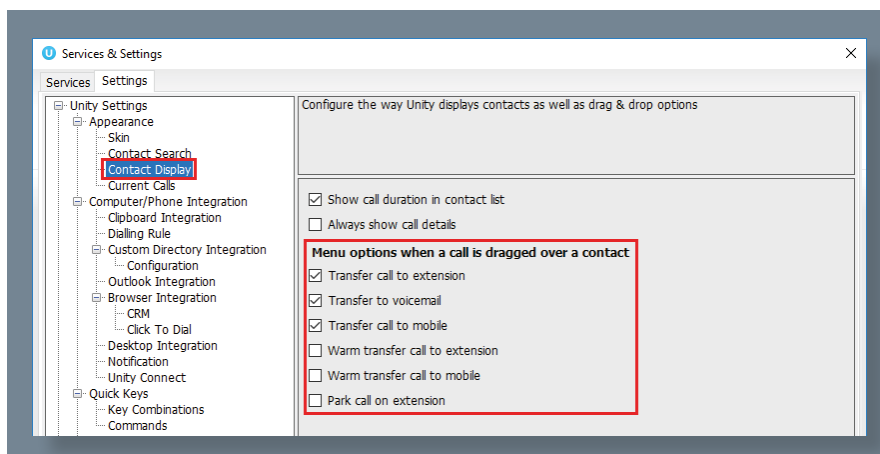 Services & Settings
Services Settings
Unity Settings
Appearance
Skin
Contact Search
Contact Display
Current Calls
Computer/Phone Integration
Clipboard Integration
Dialling Rule
Custom Directory Integration
Configuration
Outlook Integration
Browser Integration
CRM
Click To Dial
Desktop Integration
Notification
Unity Connect
Quick Keys
Key Combinations
Commands
Configure the way Unity displays contacts as well as drag & drop options
Show call duration in contact list
Always show call details
Menu options when a call is dragged over a contact
Transfer call to extension
Transfer to voicemail
Transfer call to mobile
Warm transfer call to extension
Warm transfer call to mobile
Park call on extension